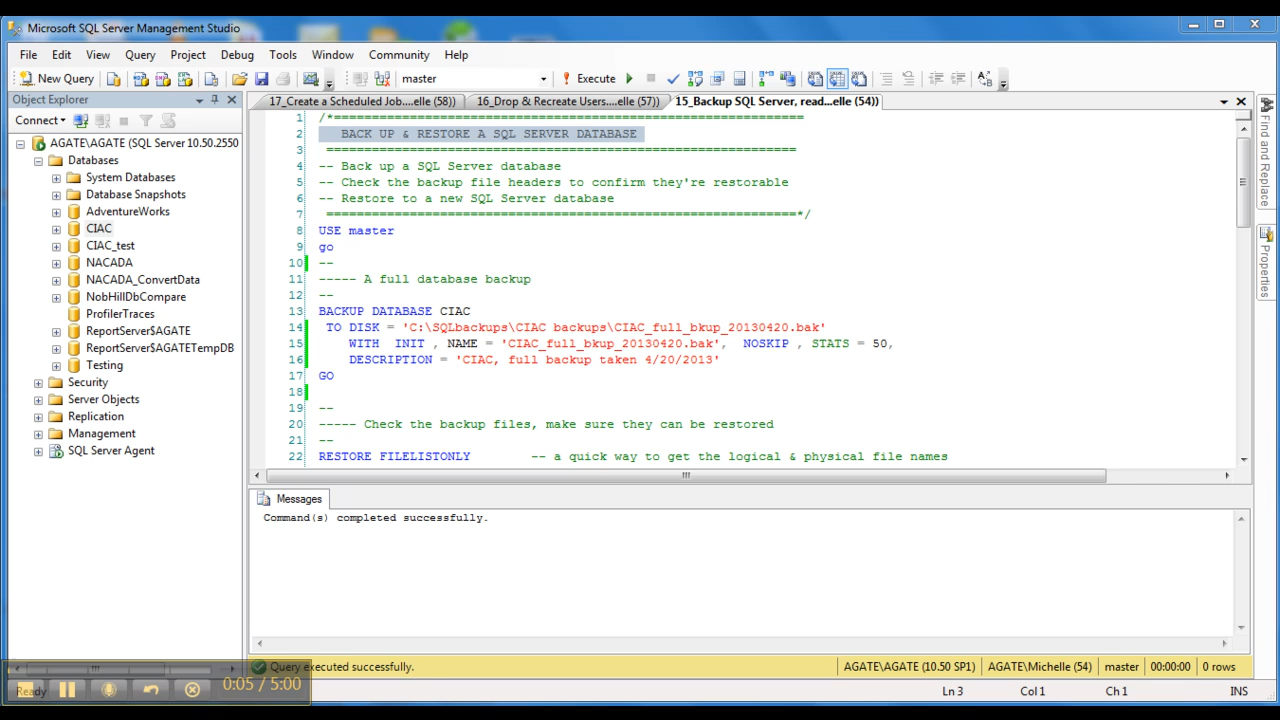 Microsoft SQL Server Management Studio
File Edit View Query Project Debug Tools Window Community Help
New Query master Execute
Object Explorer
17_Create a Scheduled Job....elle (58)) 16_Drop & Recreate Users....elle (57)) 15_Backup SQL Server, read...elle (54))
Connect
AGATE\AGATE (SQL Server 10.50.2550
Databases
System Databases
Database Snapshots
AdventureWorks
CIAC
CIAC_test
NACADA
NACADA_ConvertData
NobHillDbCompare
ProfilerTraces
ReportServer$AGATE
ReportServer$AGATETempDB
Testing
Security
Server Objects
Replication
Management
SQL Server Agent
1 /*==============================================================
2 BACK UP & RESTORE A SQL SERVER DATABASE
3 ==============================================================
4 -- Back up a SQL Server database
5 -- Check the backup file headers to confirm they're restorable
6 -- Restore to a new SQL Server database
7 ==============================================================*/
8 USE master
9 go
10 --
11 ----- A full database backup
12 --
13 BACKUP DATABASE CIAC
14 TO DISK = 'C:\SQLbackups\CIAC backups\CIAC_full_bkup_20130420.bak'
15 WITH INIT , NAME = 'CIAC_full_bkup_20130420.bak', NOSKIP , STATS = 50,
16 DESCRIPTION = 'CIAC, full backup taken 4/20/2013'
17 GO
18
19 --
20 ----- Check the backup files, make sure they can be restored
21 --
22 RESTORE FILELISTONLY -- a quick way to get the logical & physical file names
Find and Replace
Properties
Messages
Command(s) completed successfully.
Query executed successfully. AGATE\AGATE (10.50 SP1) AGATE\Michelle (54) master 00:00:00 0 rows
Ready 0:05 / 5:00 Ln 3 Col 1 Ch 1 INS